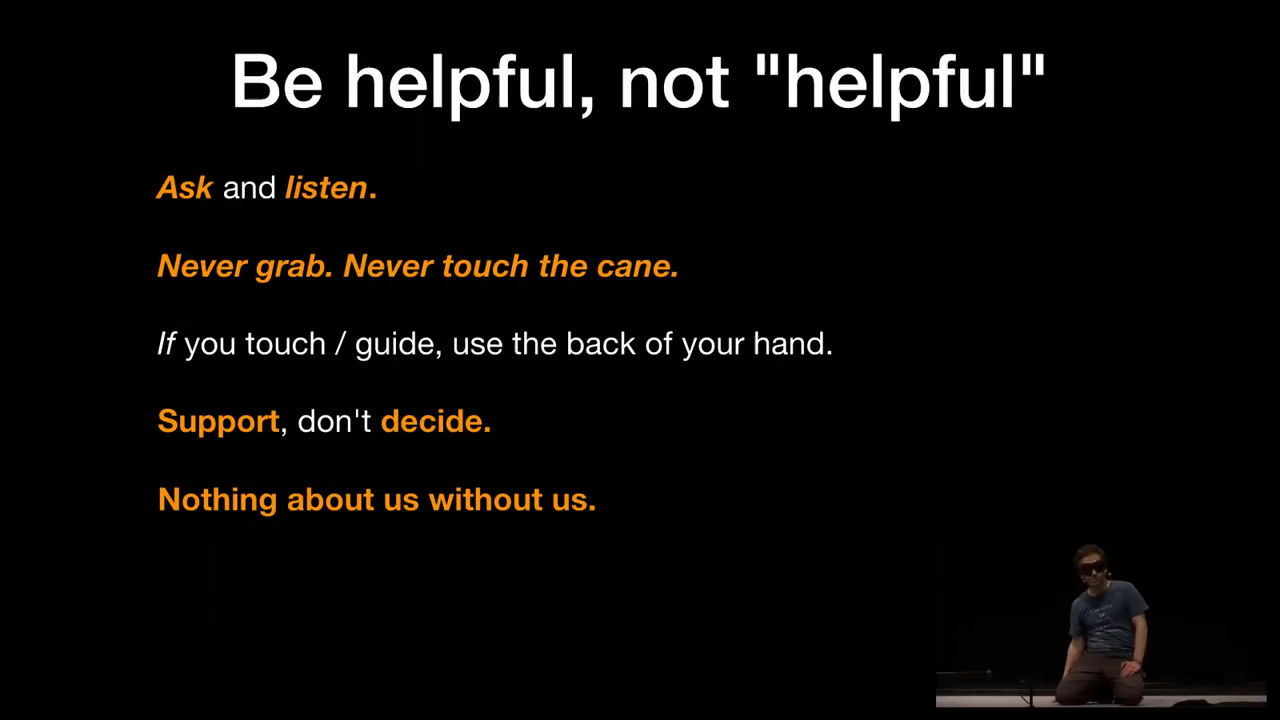 Be helpful, not "helpful"
Ask and listen.
Never grab. Never touch the cane.
If you touch / guide, use the back of your hand.
Support, don't decide.
Nothing about us without us.